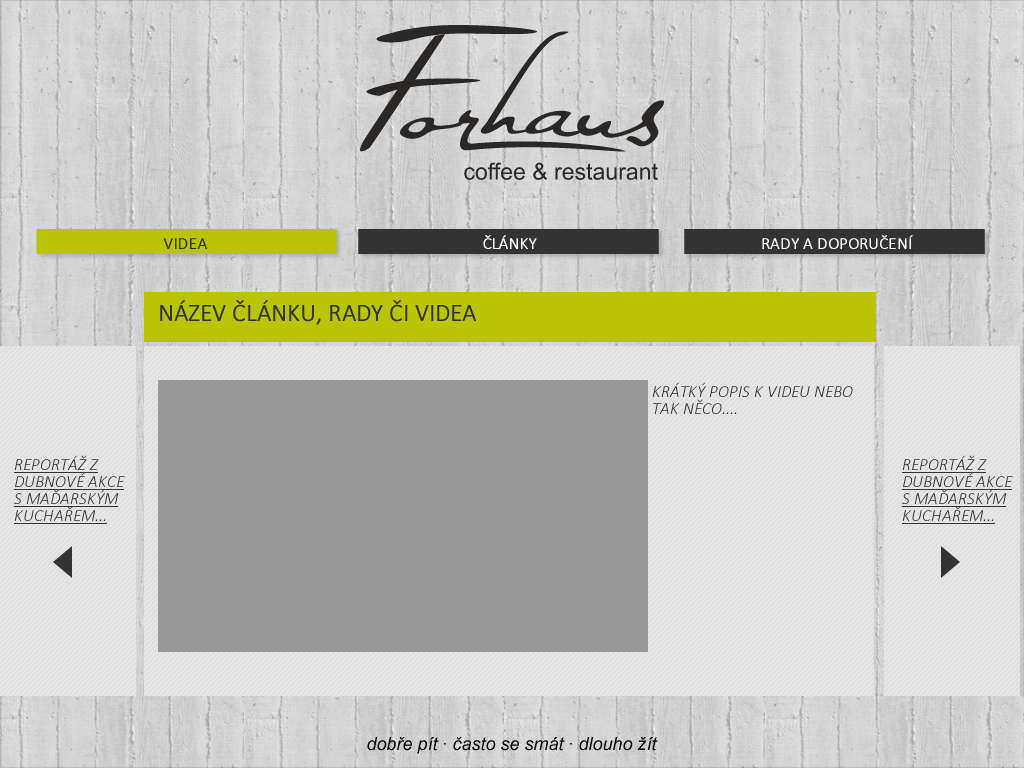 Forhaus
coffee & restaurant
VIDEA
ČLÁNKY
RADY A DOPORUČENÍ
NÁZEV ČLÁNKU, RADY ČI VIDEA
KRÁTKÝ POPIS K VIDEU NEBO
TAK NĚCO....
REPORTÁŽ Z
DUBNOVÉ AKCE
S MAĎARSKÝM
KUCHAŘEM...
REPORTÁŽ Z
DUBNOVÉ AKCE
S MAĎARSKÝM
KUCHAŘEM...
dobře pít · často se smát · dlouho žít